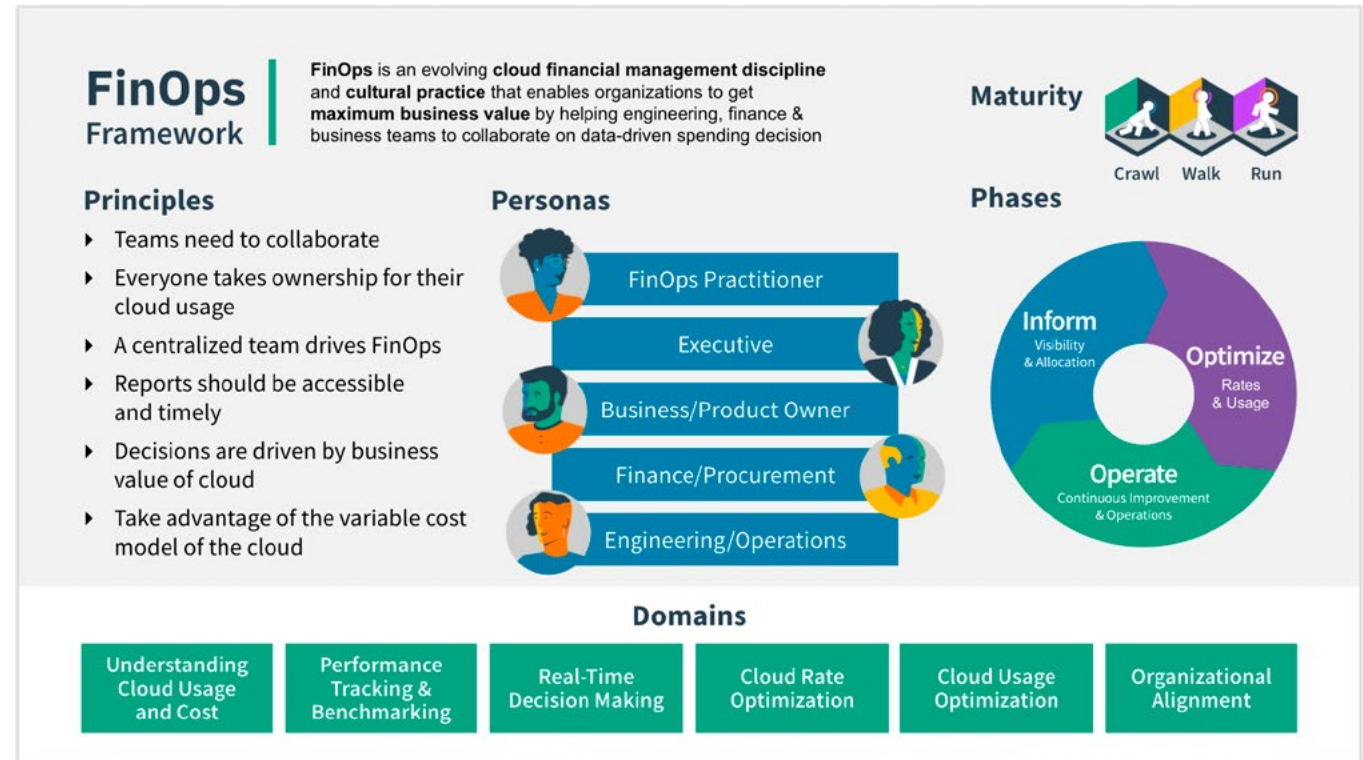 FinOps
Framework
FinOps is an evolving cloud financial management discipline
and cultural practice that enables organizations to get
maximum business value by helping engineering, finance &
business teams to collaborate on data-driven spending decision
Maturity
Crawl Walk Run
Principles
Teams need to collaborate
Everyone takes ownership for their
cloud usage
A centralized team drives FinOps
Reports should be accessible
and timely
Decisions are driven by business
value of cloud
Take advantage of the variable cost
model of the cloud
Personas
FinOps Practitioner
Executive
Business/Product Owner
Finance/Procurement
Engineering/Operations
Phases
Inform
Visibility
& Allocation
Optimize
Rates
& Usage
Operate
Continuous Improvement
& Operations
Domains
Understanding
Cloud Usage
and Cost
Performance
Tracking &
Benchmarking
Real-Time
Decision Making
Cloud Rate
Optimization
Cloud Usage
Optimization
Organizational
Alignment